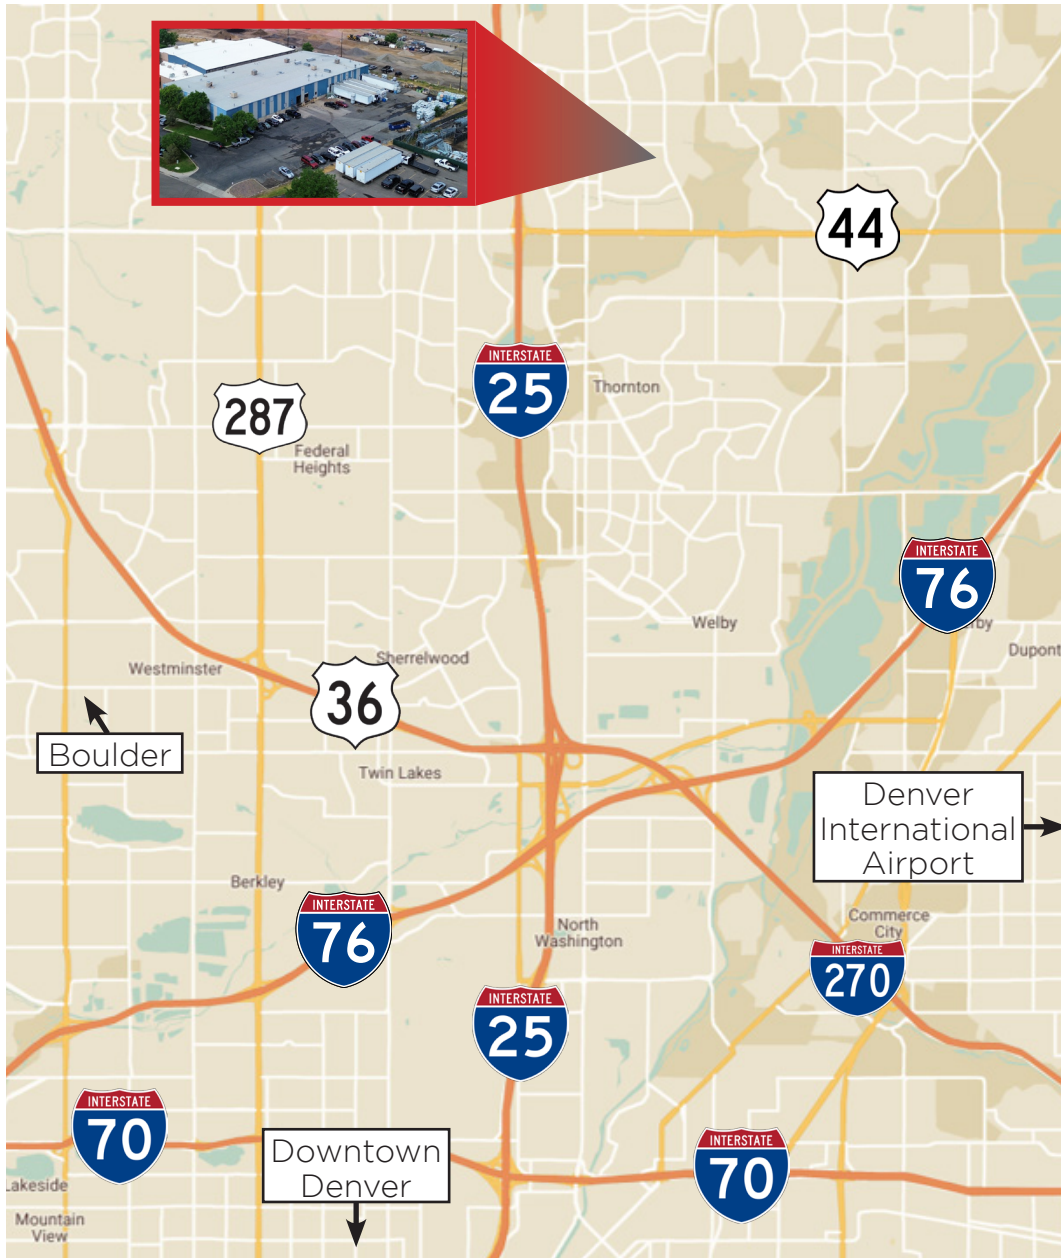 44
INTERSTATE
25
Thornton
287
Federal
Heights
INTERSTATE
76
Welby
Dupont
Sherrelwood
Westminster
36
Boulder
Twin Lakes
Denver
International
Airport
Berkley
INTERSTATE
76
North
Washington
Commerce
City
INTERSTATE
270
INTERSTATE
25
INTERSTATE
70
Downtown
Denver
INTERSTATE
70
Lakeside
Mountain
View